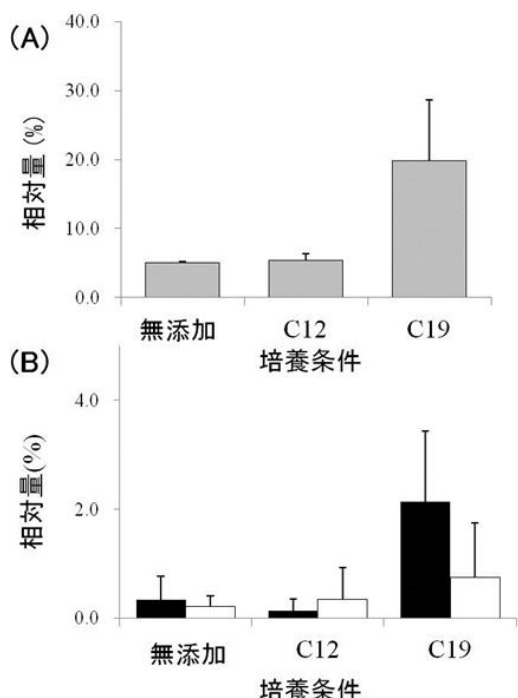 (A)
相対量 (%)
40.0
30.0
20.0
10.0
0.0
無添加 C12 C19
培養条件
(B)
相対量(%)
4.0
2.0
0.0
無添加 C12 C19
培養条件